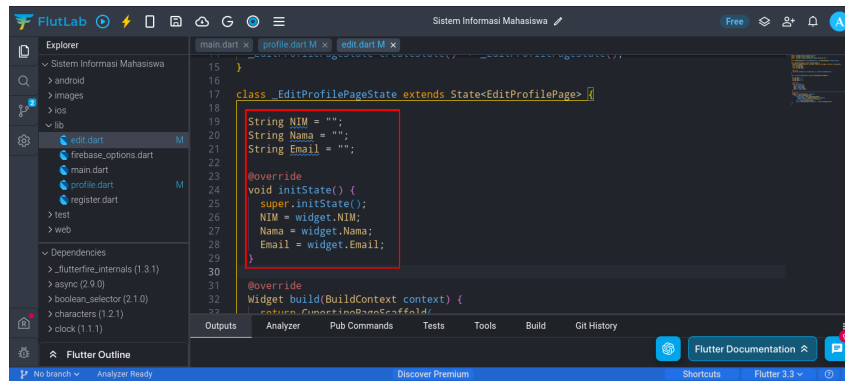 FlutLab
Sistem Informasi Mahasiswa
Free
A
Explorer
main.dart ×
profile.dart M ×
edit.dart M ×
Sistem Informasi Mahasiswa
android
images
ios
lib
edit.dart M
firebase_options.dart
main.dart
profile.dart M
register.dart
test
web
Dependencies
_flutterfire_internals (1.3.1)
async (2.9.0)
boolean_selector (2.1.0)
characters (1.2.1)
clock (1.1.1)
Flutter Outline
2
15 }
16
17 class _EditProfilePageState extends State<EditProfilePage> {
18
19 String NIM = "";
20 String Nama = "";
21 String Email = "";
22
23 @override
24 void initState() {
25 super.initState();
26 NIM = widget.NIM;
27 Nama = widget.Nama;
28 Email = widget.Email;
29 }
30
31 @override
32 Widget build(BuildContext context) {
33 return CupertinoPageScaffold(
Outputs Analyzer Pub Commands Tests Tools Build Git History
Flutter Documentation
No branch Analyzer Ready Discover Premium Shortcuts Flutter 3.3